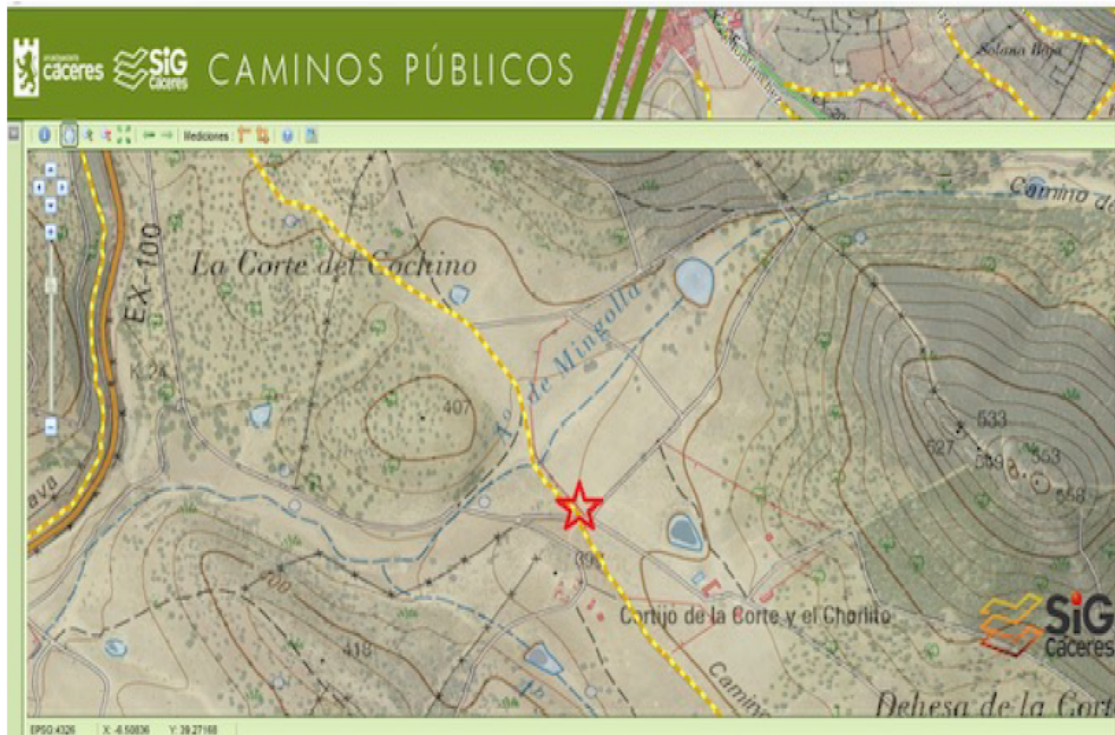 cáceres SiG cáceres CAMINOS PÚBLICOS
Solana Baja
Mediciones :
Camino de
EX-100
La Corte del Cochino
Aº de Mingolla
K.24
407
533
527
553
558
Cortijo de la Corte y el Charlito
SiG
cáceres
418
Camino
Dehesa de la Corte
EPSG:4326 X: -6.50836 Y: 39.27168